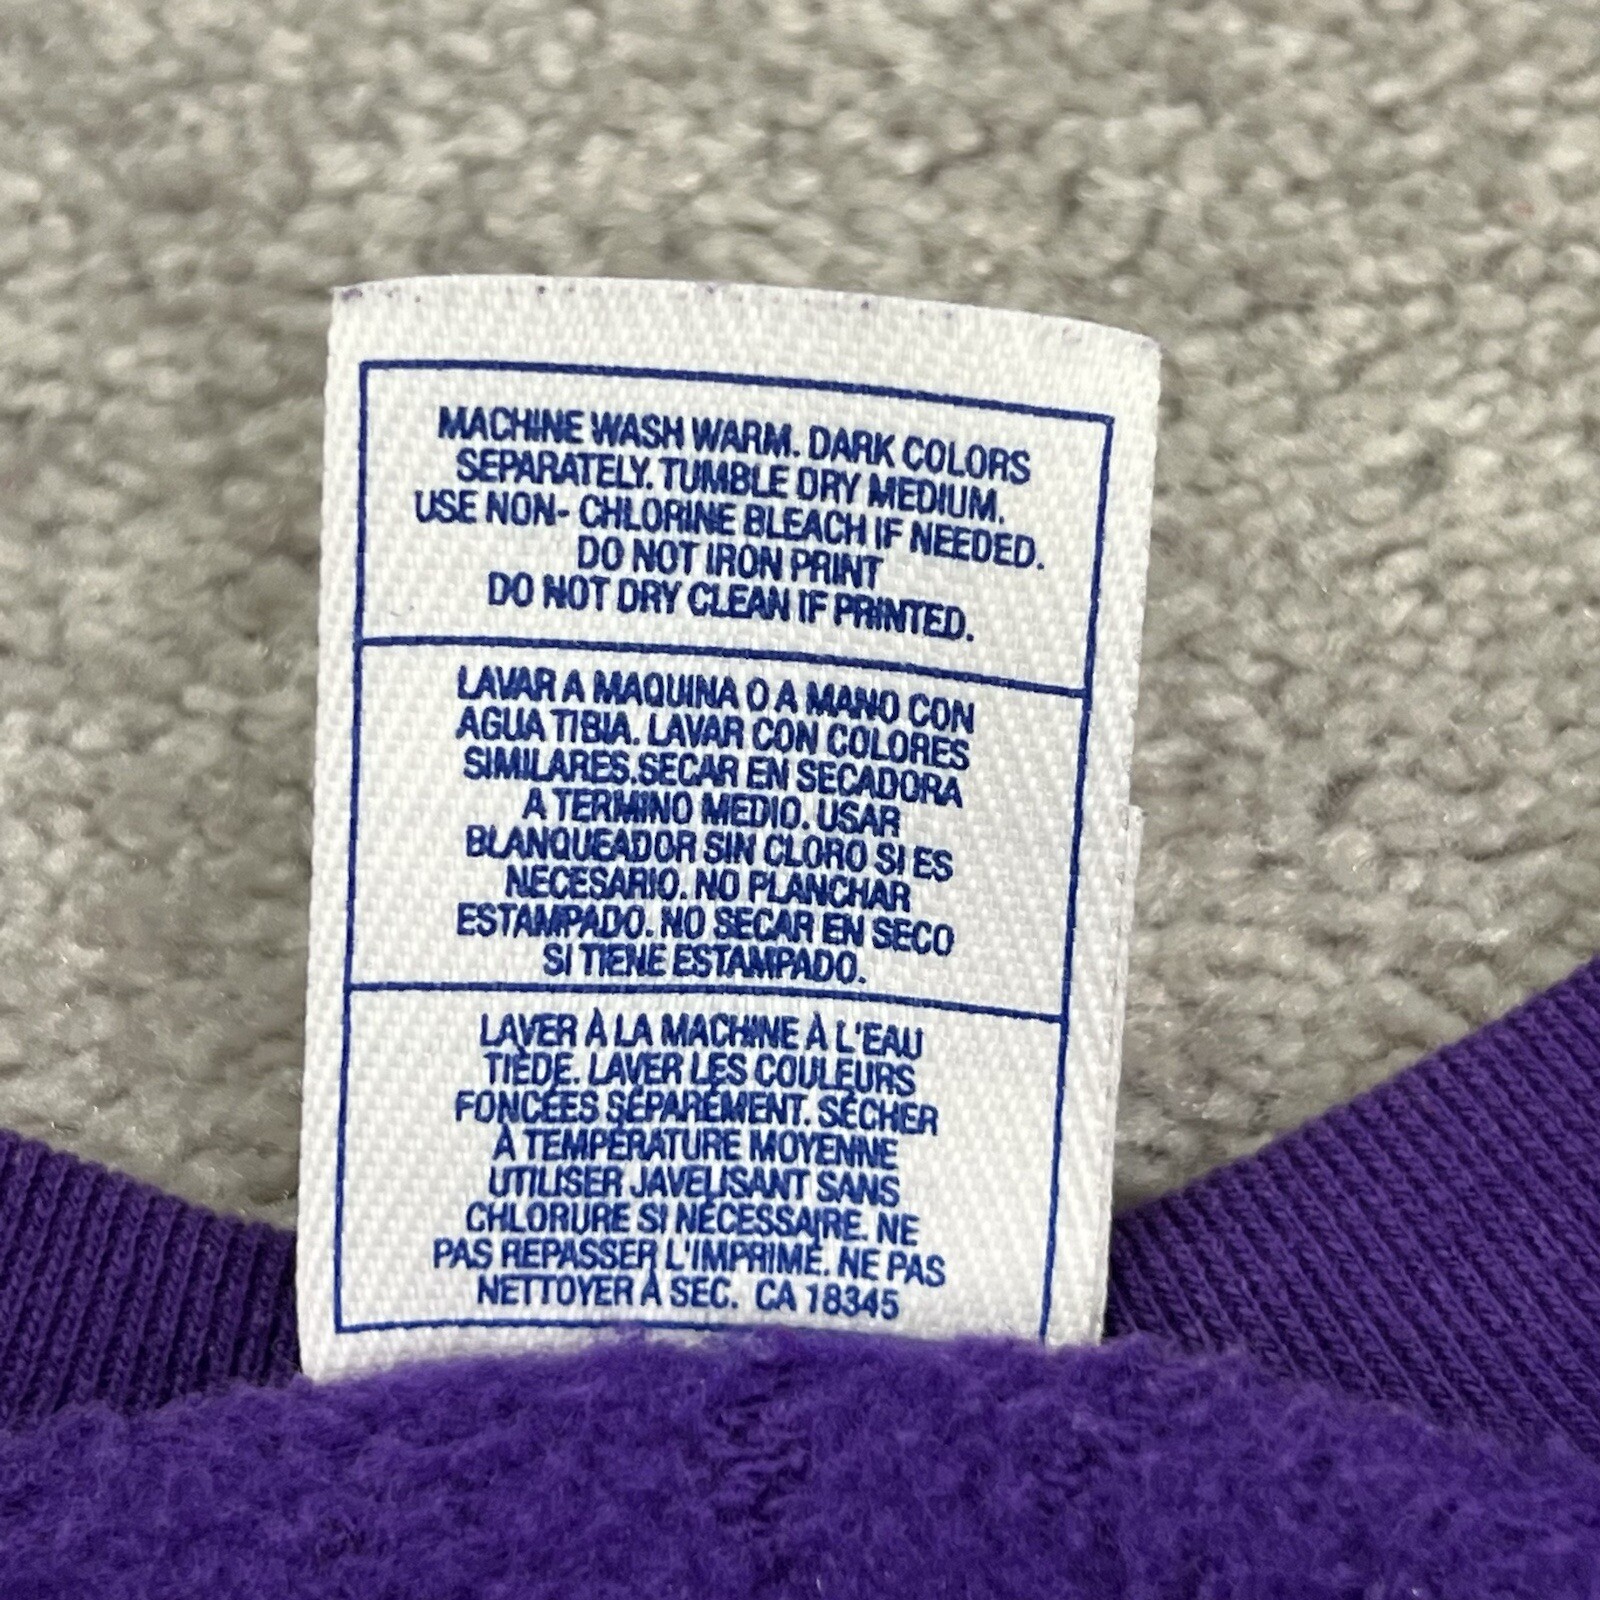 MACHINE WASH WARM. DARK COLORS
SEPARATELY. TUMBLE DRY MEDIUM.
USE NON- CHLORINE BLEACH IF NEEDED.
DO NOT IRON PRINT
DO NOT DRY CLEAN IF PRINTED.
LAVAR A MAQUINA O A MANO CON
AGUA TIBIA. LAVAR CON COLORES
SIMILARES.SECAR EN SECADORA
A TERMINO MEDIO. USAR
BLANQUEADOR SIN CLORO SI ES
NECESARIO. NO PLANCHAR
ESTAMPADO. NO SECAR EN SECO
SI TIENE ESTAMPADO.
LAVER À LA MACHINE À L'EAU
TIÈDE. LAVER LES COULEURS
FONCÉES SÉPARÉMENT. SÉCHER
À TEMPÉRATURE MOYENNE
UTILISER JAVELISANT SANS
CHLORURE SI NÉCESSAIRE. NE
PAS REPASSER L'IMPRIMÉ. NE PAS
NETTOYER À SEC. CA 18345